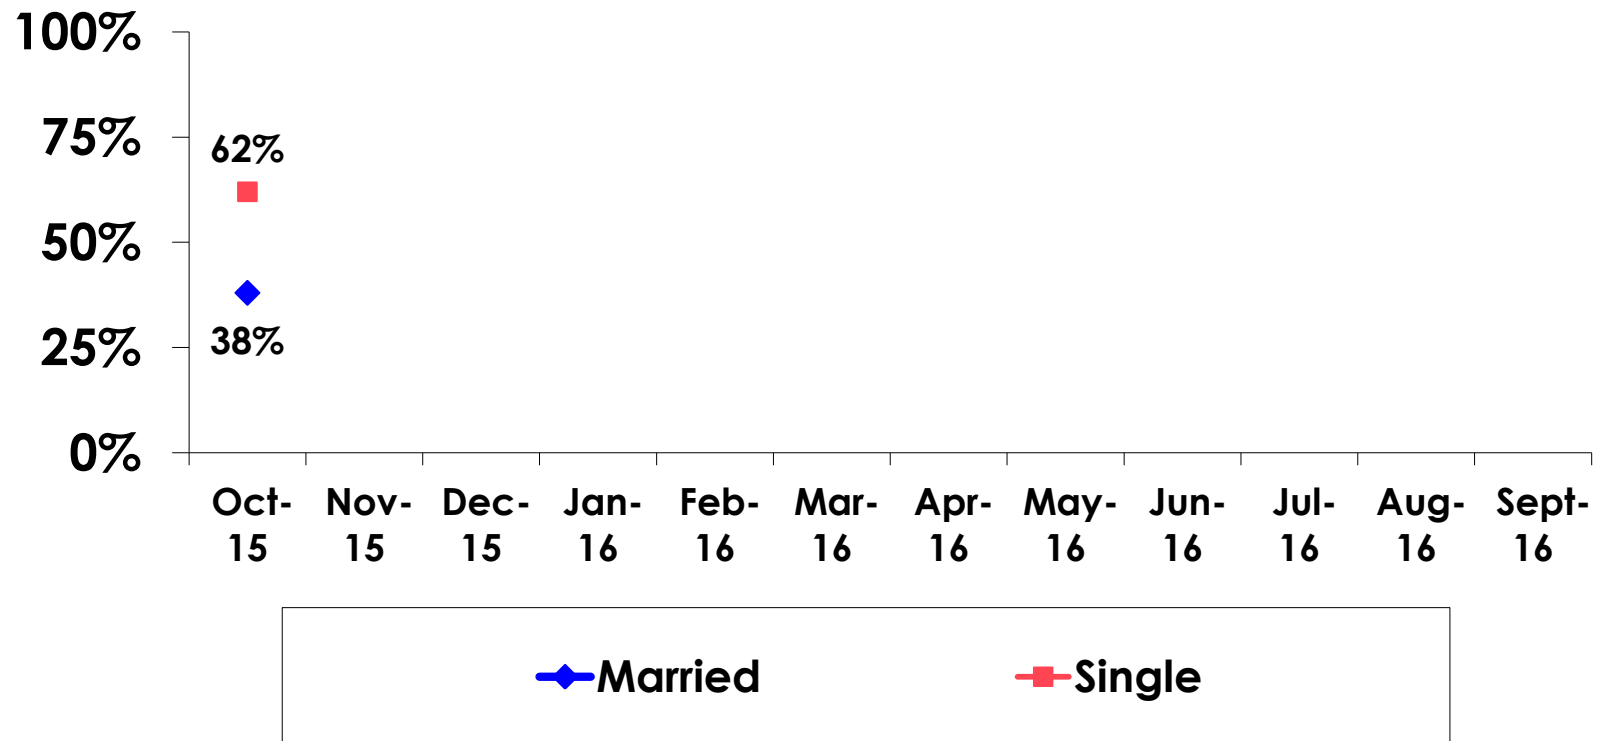 100%
75%
62%
50%
38%
25%
0%
Oct- Nov- Dec- Jan- Feb- Mar- Apr- May- Jun- Jul- Aug- Sept-
15 15 15 16 16 16 16 16 16 16 16 16
Married Single